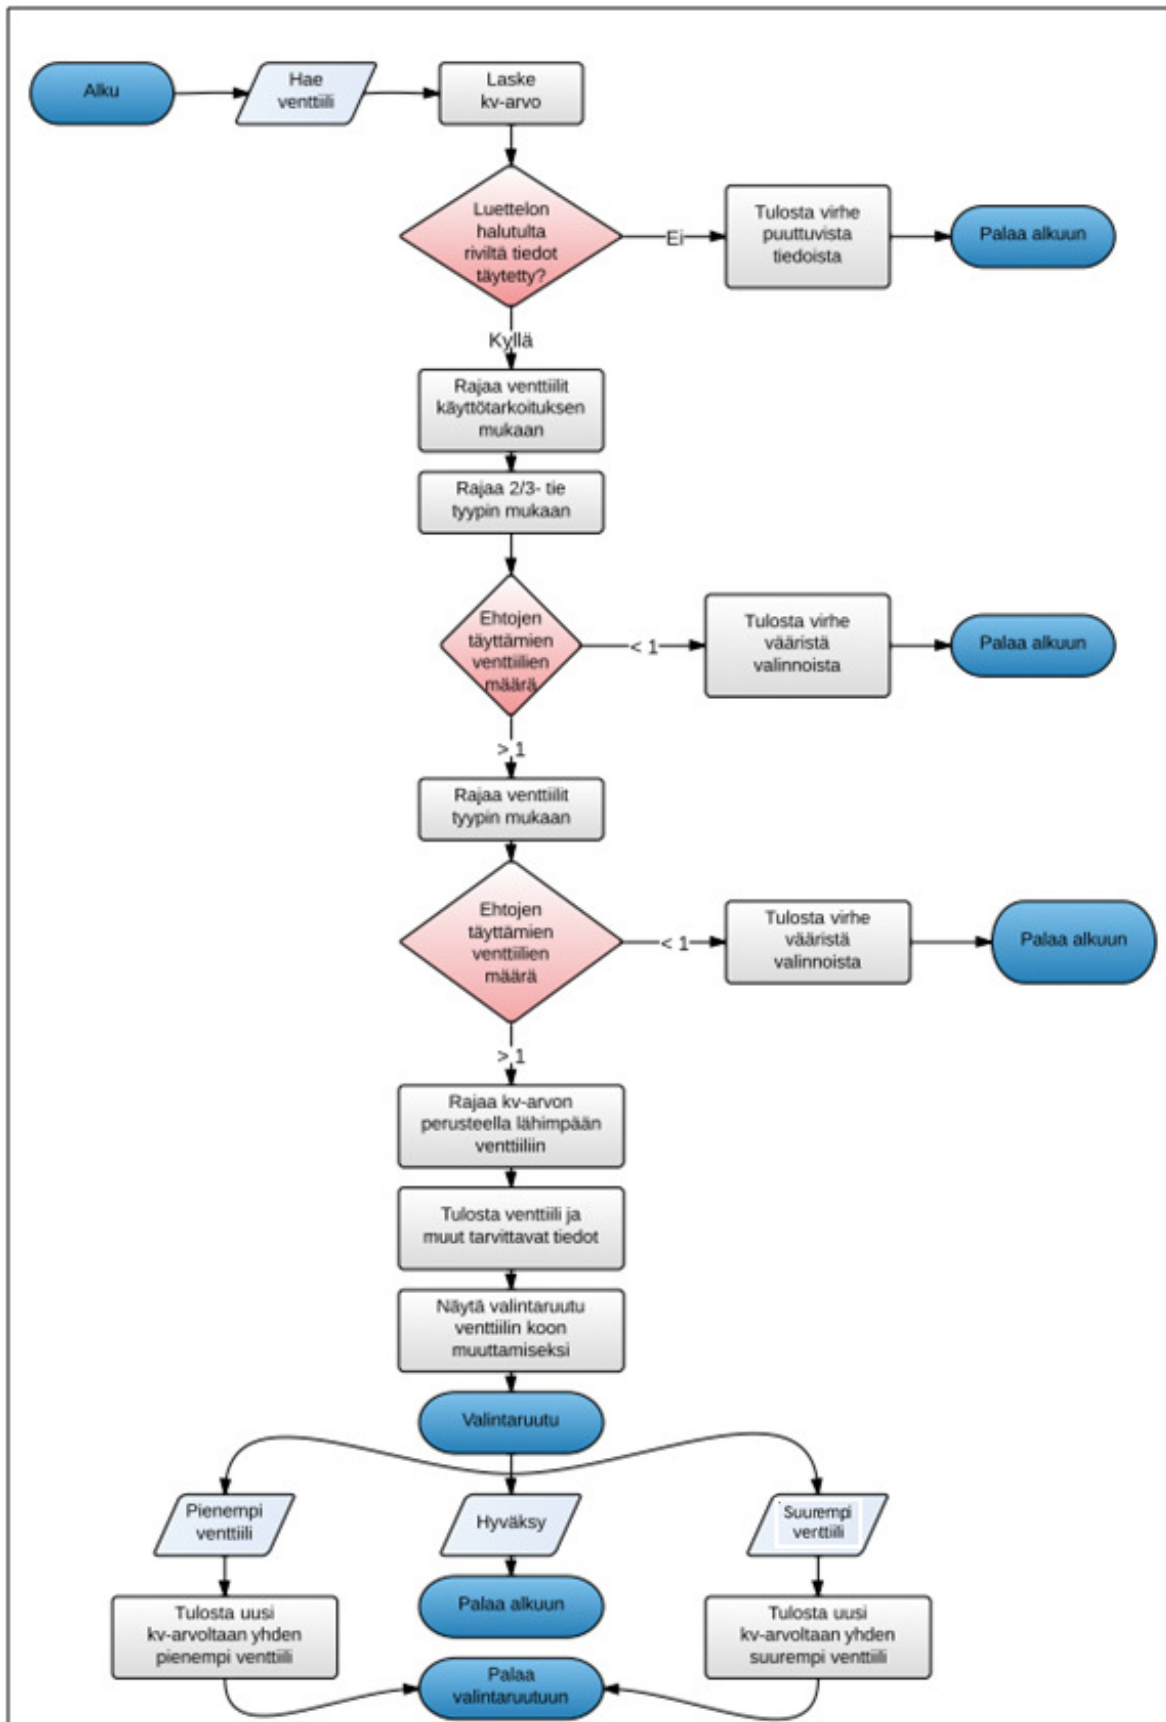 Alku
Hae
venttiili
Laske
kv-arvo
Luettelon
halutulta
riviltä tiedot
täytetty?
Ei
Tulosta virhe
puuttuvista
tiedoista
Palaa alkuun
Kyllä
Rajaa venttiilit
käyttötarkoituksen
mukaan
Rajaa 2/3- tie
tyypin mukaan
Ehtojen
täyttämien
venttiilien
määrä
< 1
Tulosta virhe
vääristä
valinnoista
Palaa alkuun
> 1
Rajaa venttiilit
tyypin mukaan
Ehtojen
täyttämien
venttiilien
määrä
< 1
Tulosta virhe
vääristä
valinnoista
Palaa alkuun
> 1
Rajaa kv-arvon
perusteella lähimpään
venttiiliin
Tulosta venttiili ja
muut tarvittavat tiedot
Näytä valintaruutu
venttiilin koon
muuttamiseksi
Valintaruutu
Pienempi
venttiili
Hyväksy
Suurempi
venttiili
Tulosta uusi
kv-arvoltaan yhden
pienempi venttiili
Palaa alkuun
Tulosta uusi
kv-arvoltaan yhden
suurempi venttiili
Palaa
valintaruutuun